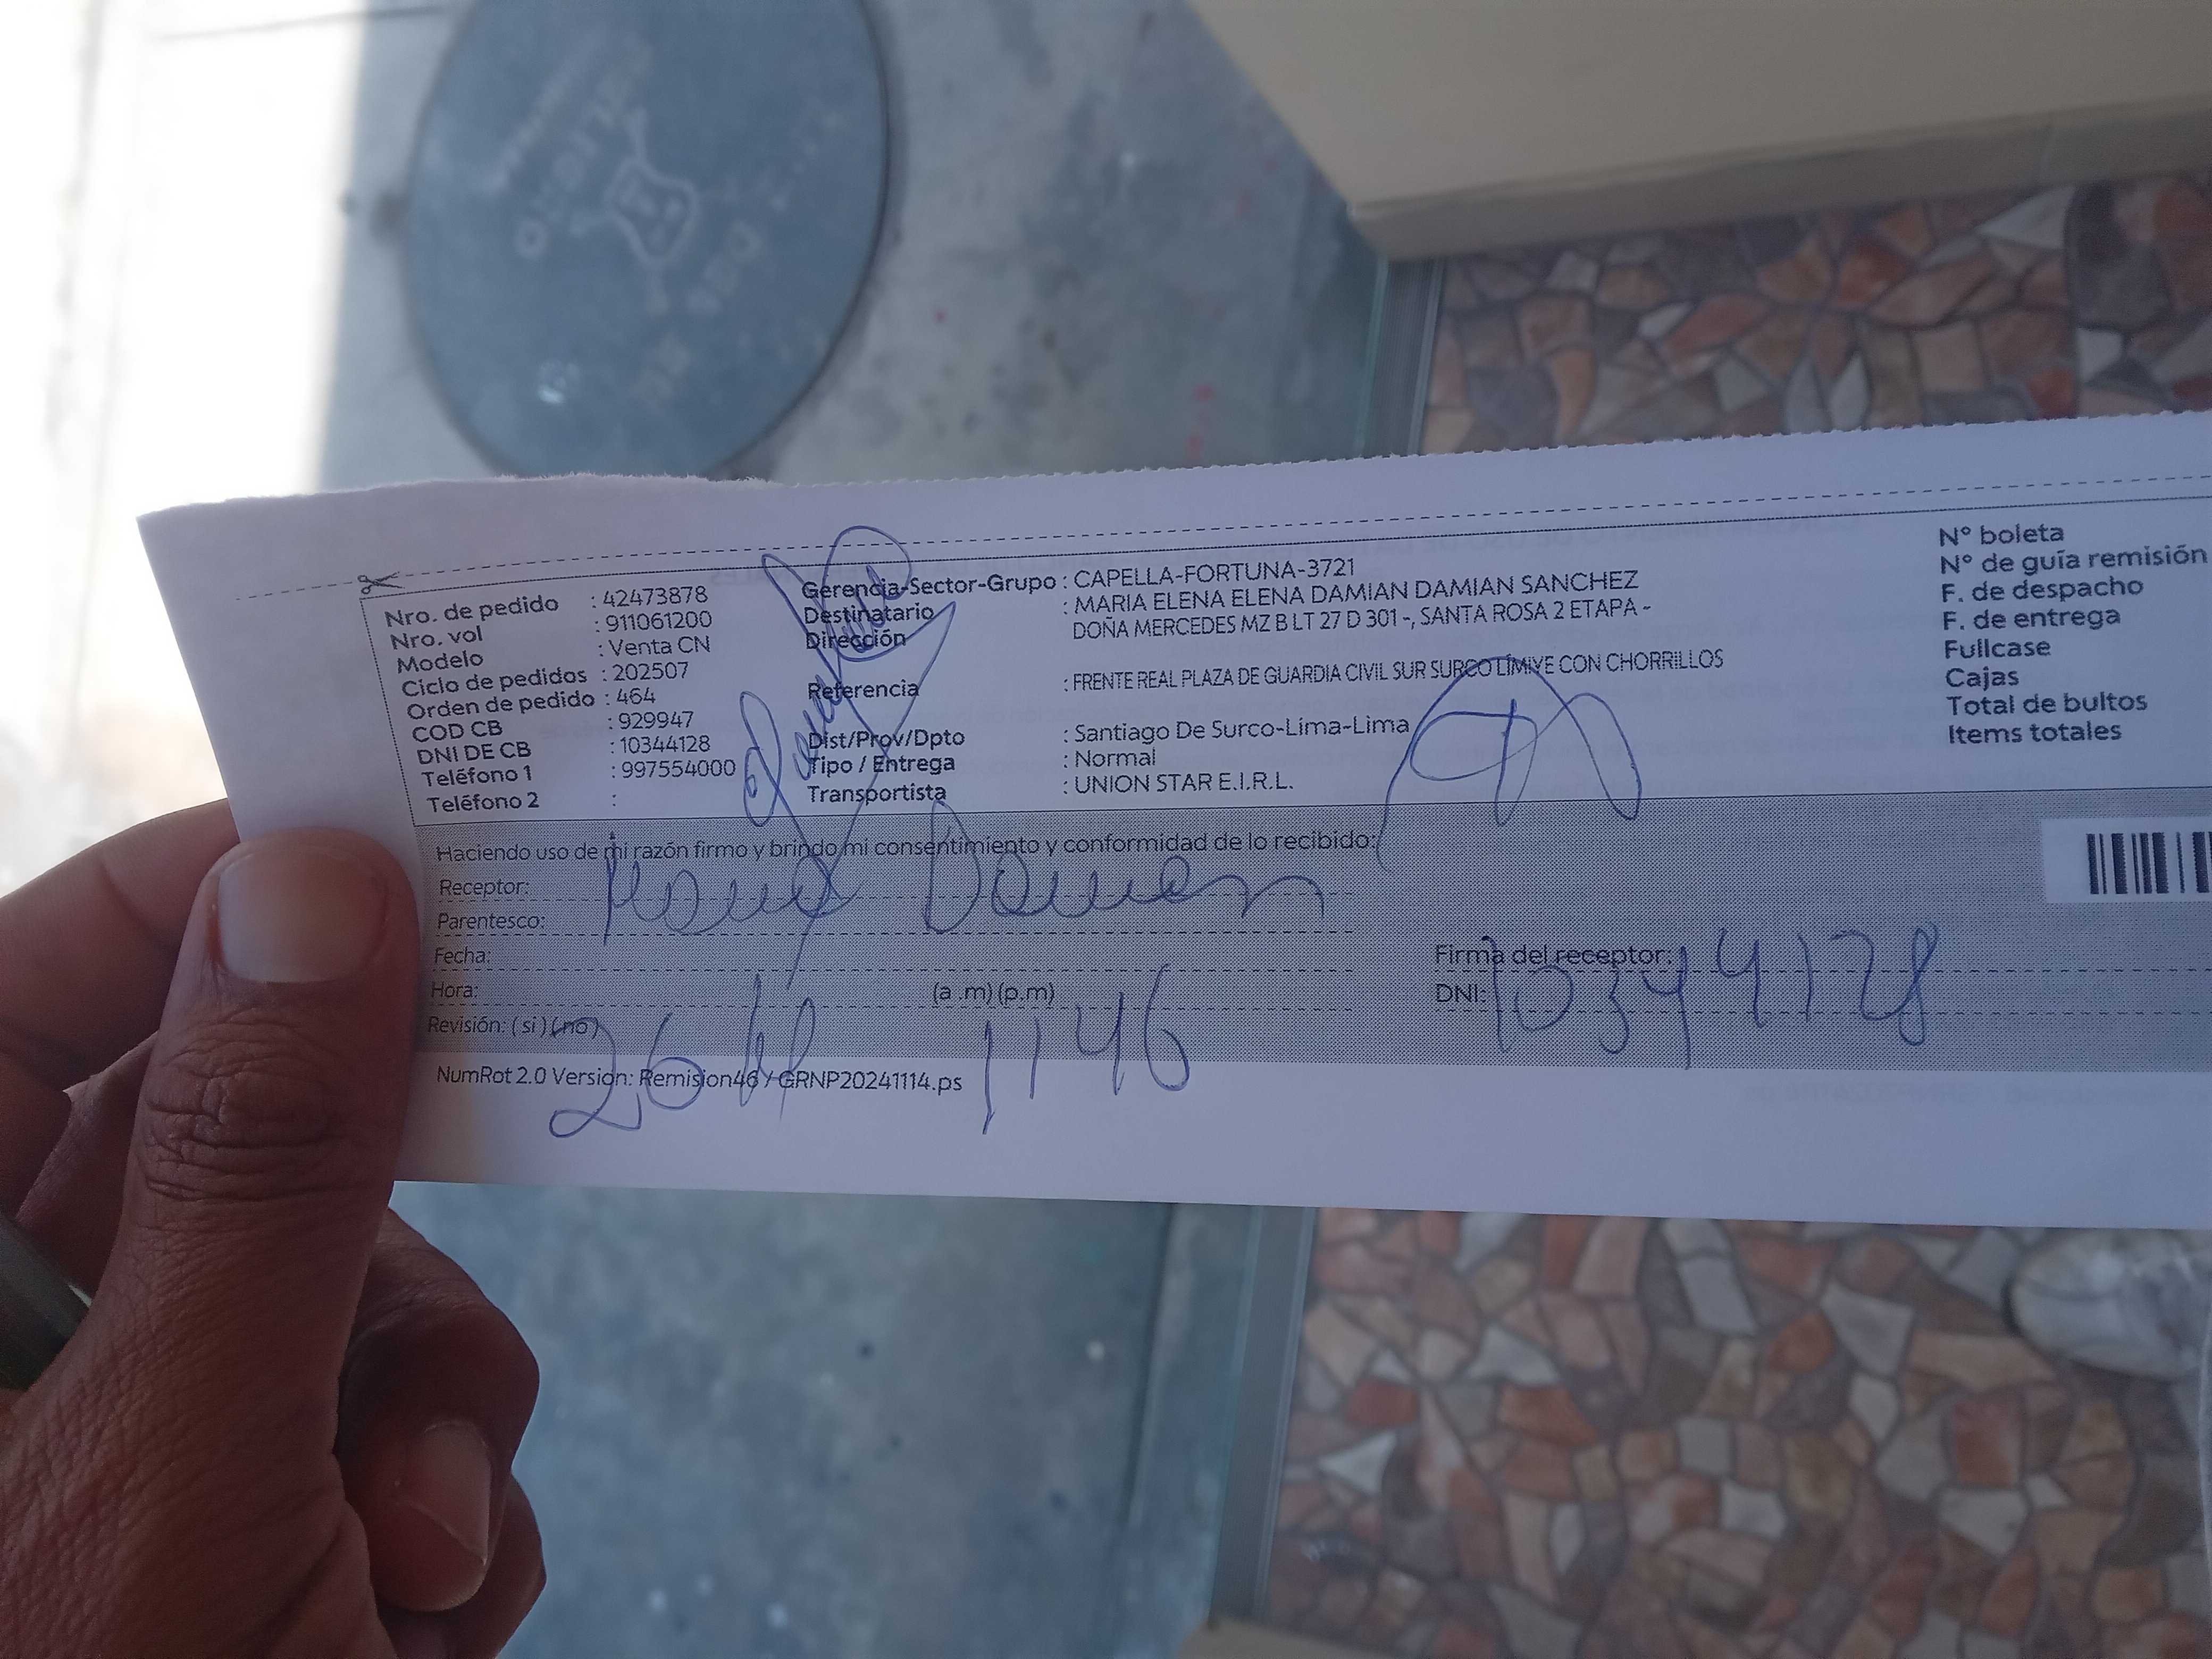 Nro. de pedido : 42473878
Nro. vol : 911061200
Modelo : Venta CN
Ciclo de pedidos : 202507
Orden de pedido : 464
COD CB : 929947
DNI DE CB : 10344128
Teléfono 1 : 997554000
Teléfono 2 :
Gerencia-Sector-Grupo : CAPELLA-FORTUNA-3721
Destinatario : MARIA ELENA ELENA DAMIAN DAMIAN SANCHEZ
Dirección DOÑA MERCEDES MZ B LT 27 D 301 -, SANTA ROSA 2 ETAPA -
Referencia : FRENTE REAL PLAZA DE GUARDIA CIVIL SUR SURCO LÍMIYE CON CHORRILLOS
Dist/Prov/Dpto : Santiago De Surco-Lima-Lima
Tipo / Entrega : Normal
Transportista : UNION STAR E.I.R.L.
N° boleta
N° de guía remisión
F. de despacho
F. de entrega
Fullcase
Cajas
Total de bultos
Items totales
Haciendo uso de mi razón firmo y brindo mi consentimiento y conformidad de lo recibido:
Receptor: Maria Damian
Parentesco:
Fecha:
Hora: (a .m) (p.m)
Revisión: ( si ) ( no )
Firma del receptor:
DNI: 10344128
26 1146
NumRot 2.0 Version: Remision46 / GRNP20241114.ps